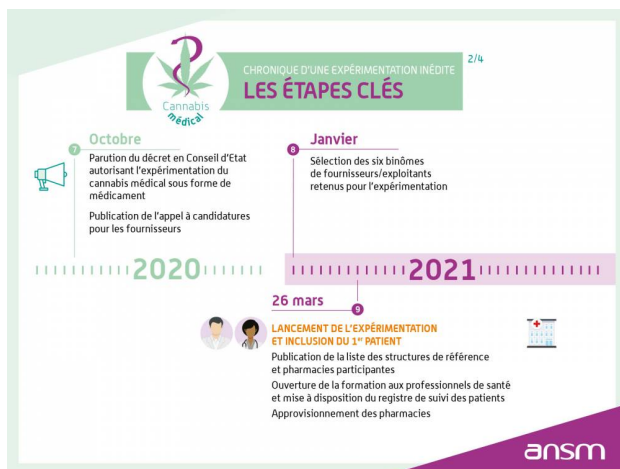 CHRONIQUE D'UNE EXPÉRIMENTATION INÉDITE
2/4
LES ÉTAPES CLÉS
Cannabis
médical
Octobre
7
Parution du décret en Conseil d'Etat
autorisant l'expérimentation du
cannabis médical sous forme de
médicament
Publication de l'appel à candidatures
pour les fournisseurs
Janvier
8
Sélection des six binômes
de fournisseurs/exploitants
retenus pour l'expérimentation
2020
2021
26 mars
9
LANCEMENT DE L'EXPÉRIMENTATION
ET INCLUSION DU 1er PATIENT
Publication de la liste des structures de référence
et pharmacies participantes
Ouverture de la formation aux professionnels de santé
et mise à disposition du registre de suivi des patients
Approvisionnement des pharmacies
ansm